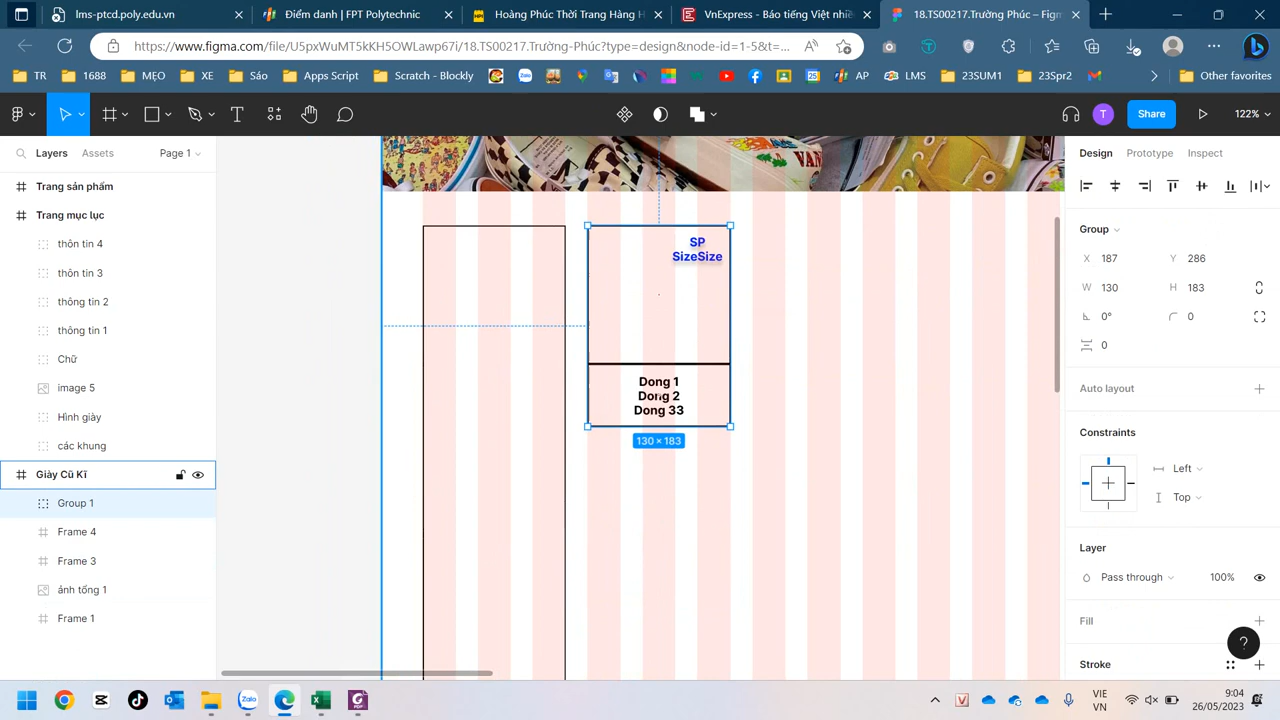 lms-ptcd.poly.edu.vn
Điểm danh | FPT Polytechnic
Hoàng Phúc Thời Trang Hàng H
VnExpress - Báo tiếng Việt nhiề
18.TS00217.Trường Phúc – Figm
https://www.figma.com/file/U5pxWuMT5kKH5OWLawp67i/18.TS00217.Trường-Phúc?type=design&node-id=1-5&t=...
TR
1688
MẸO
XE
Sáo
Apps Script
Scratch - Blockly
AP
LMS
23SUM1
23Spr2
Other favorites
Share
122%
Layers
Assets
Page 1
Trang sản phẩm
Trang mục lục
thôn tin 4
thôn tin 3
thông tin 2
thông tin 1
Chữ
image 5
Hình giày
các khung
Giày Cũ Kĩ
Group 1
Frame 4
Frame 3
ảnh tổng 1
Frame 1
VANS
SP
SizeSize
Dong 1
Dong 2
Dong 33
130 × 183
Design
Prototype
Inspect
Group
X 187
Y 286
W 130
H 183
0°
0
0
Auto layout
Constraints
Left
Top
Layer
Pass through
100%
Fill
Stroke
?
VIE
VN
9:04
26/05/2023